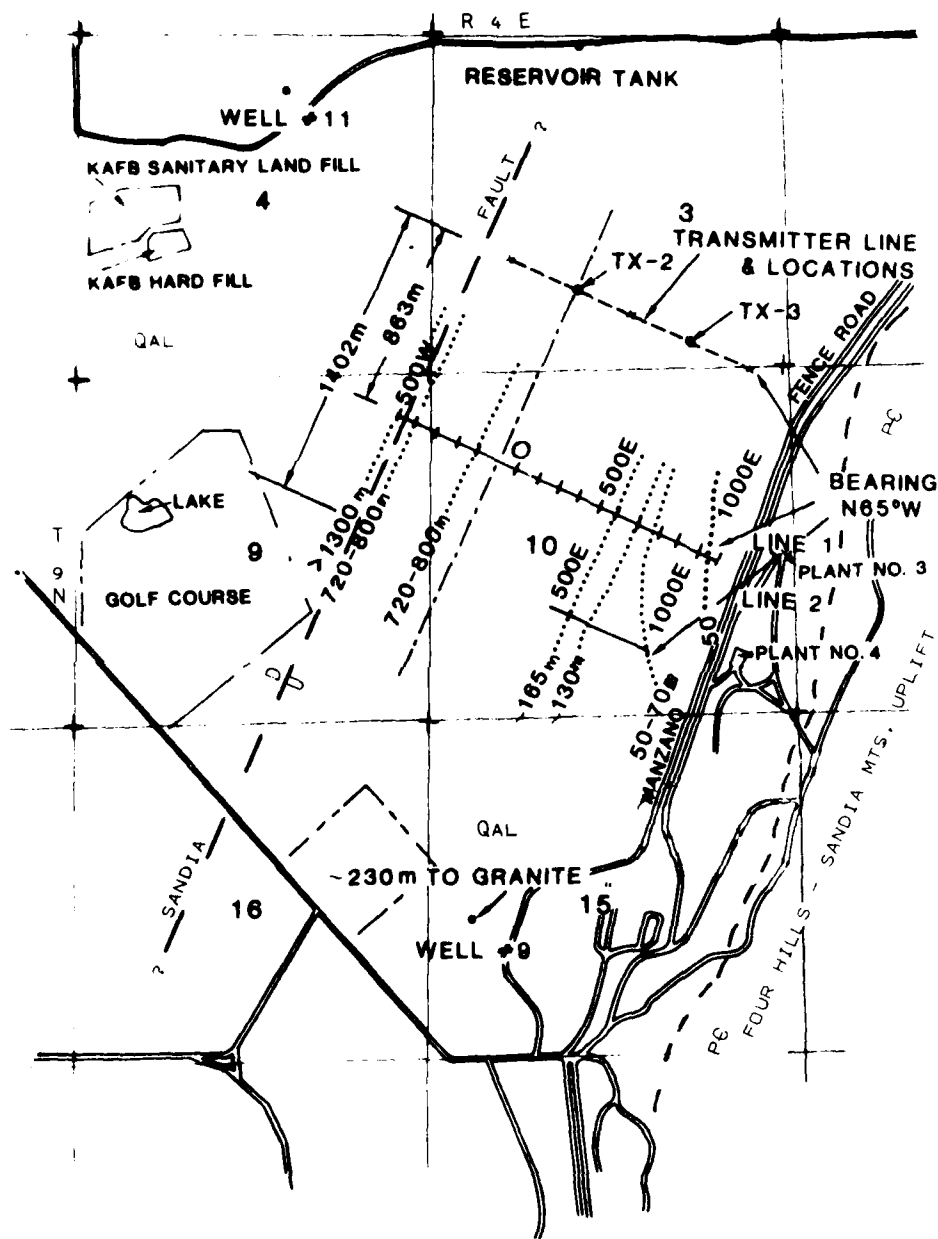 R 4 E
RESERVOIR TANK
WELL #11
KAFB SANITARY LAND FILL
4
KAFB HARD FILL
QAL
FAULT
?
3
TRANSMITTER LINE
& LOCATIONS
TX-2
TX-3
FENCE ROAD
1402m
863m
500W
O
500E
1000E
P€
BEARING
N65°W
LINE 1
PLANT NO. 3
LINE 2
PLANT NO. 4
LAKE
T
9
N
9
GOLF COURSE
>1300m
720-800m
720-800m
10
500E
1000E
165m
130m
50
50-70m
MANZANO
D
U
QAL
~230m TO GRANITE
15
WELL #9
16
SANDIA
?
P€
FOUR HILLS - SANDIA MTS. UPLIFT